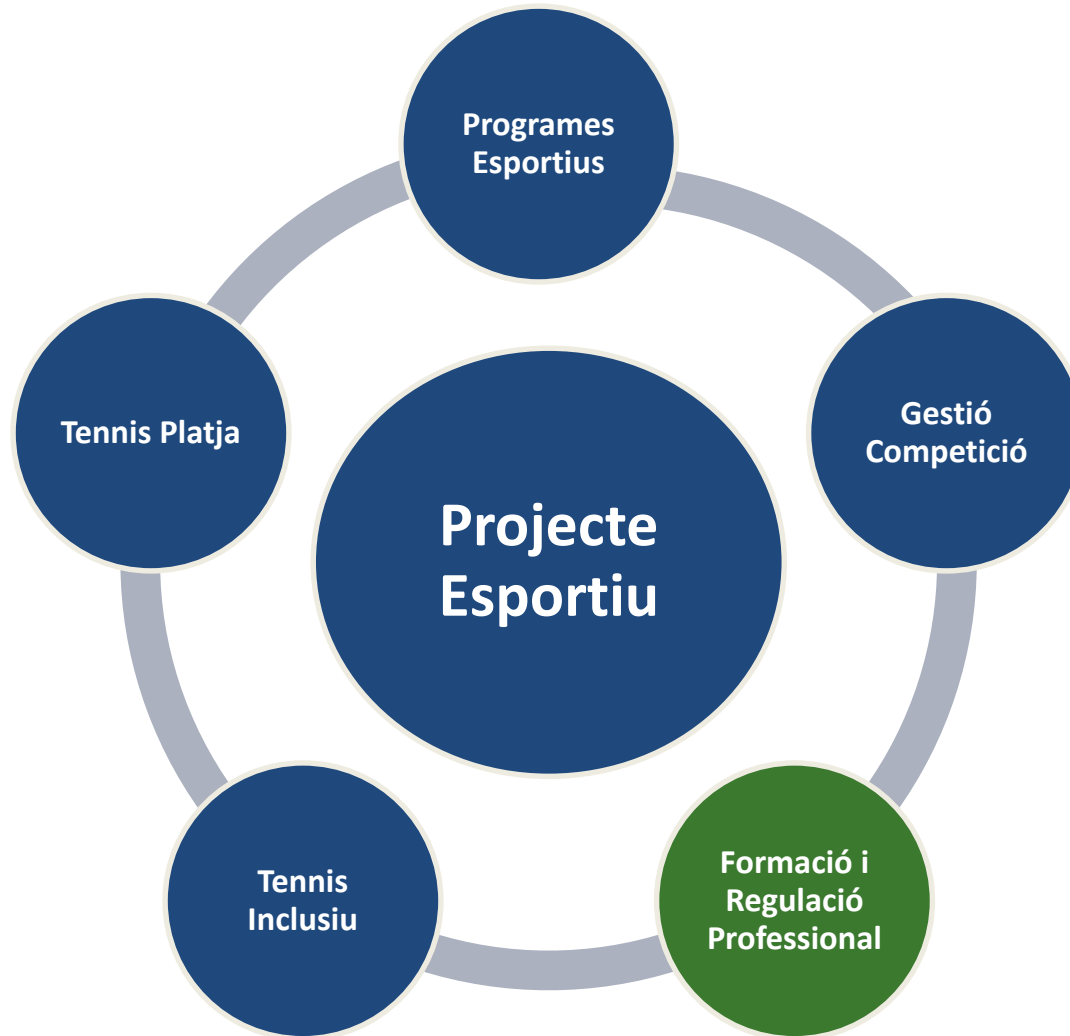 Programes
Esportius
Tennis Platja
Gestió
Competició
Projecte
Esportiu
Tennis
Inclusiu
Formació i
Regulació
Professional